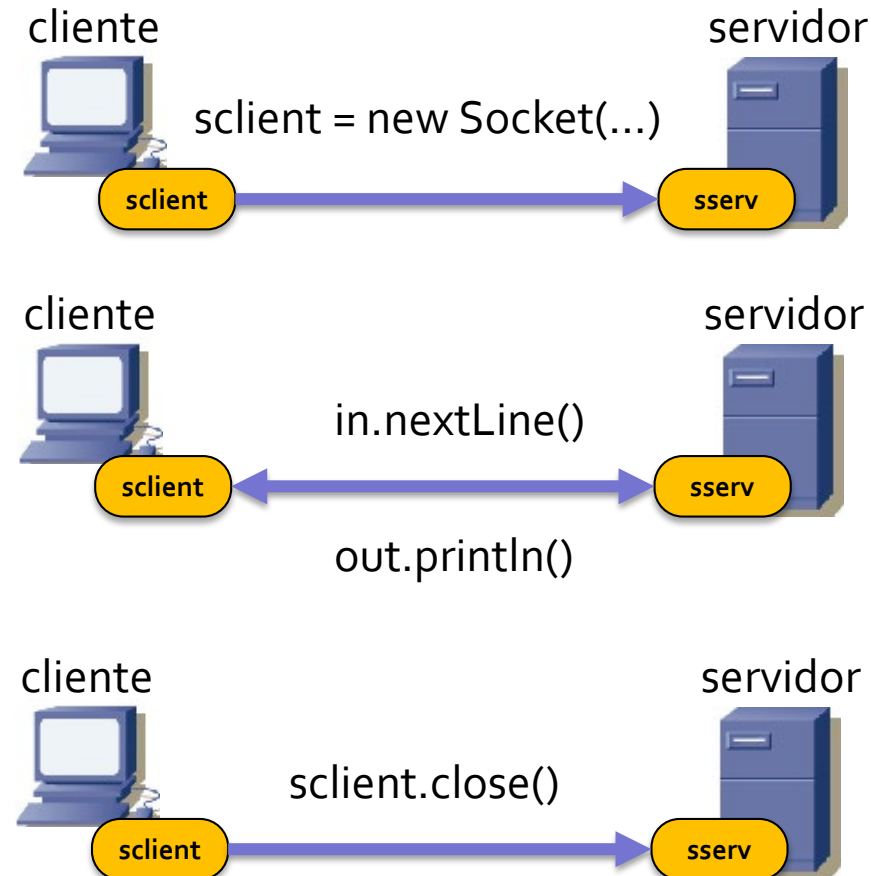 cliente
servidor
sclient = new Socket(...)
sclient
sserv
cliente
servidor
in.nextLine()
sclient
sserv
out.println()
cliente
servidor
sclient.close()
sclient
sserv